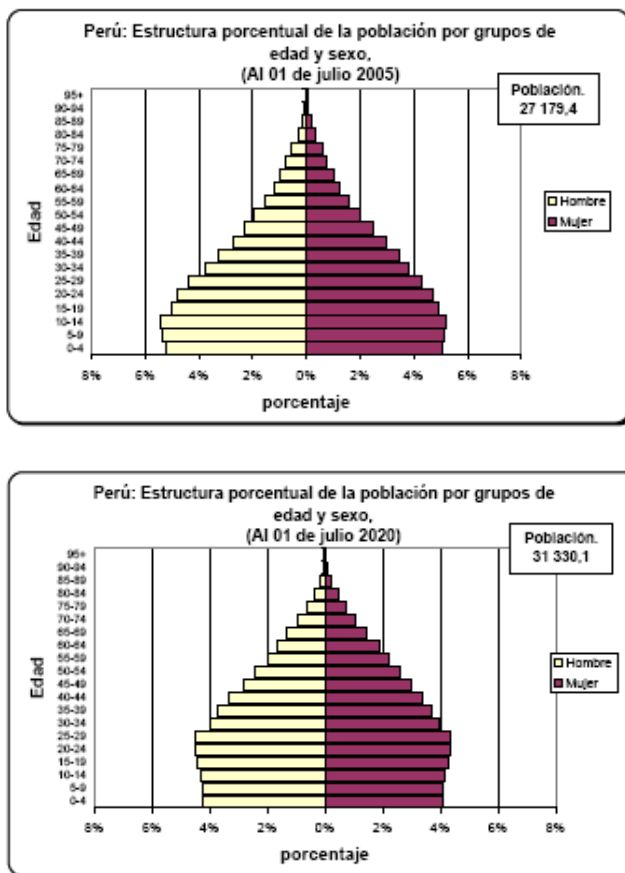 Perú: Estructura porcentual de la población por grupos de
edad y sexo,
(Al 01 de julio 2005)
Población.
27 179,4
Edad
95+
90-94
85-89
80-84
75-79
70-74
65-69
60-64
55-59
50-54
45-49
40-44
35-39
30-34
25-29
20-24
15-19
10-14
5-9
0-4
Hombre
Mujer
8% 6% 4% 2% 0% 2% 4% 6% 8%
porcentaje
Perú: Estructura porcentual de la población por grupos de
edad y sexo,
(Al 01 de julio 2020)
Población.
31 330,1
Edad
95+
90-94
85-89
80-84
75-79
70-74
65-69
60-64
55-59
50-54
45-49
40-44
35-39
30-34
25-29
20-24
15-19
10-14
5-9
0-4
Hombre
Mujer
8% 6% 4% 2% 0% 2% 4% 6% 8%
porcentaje